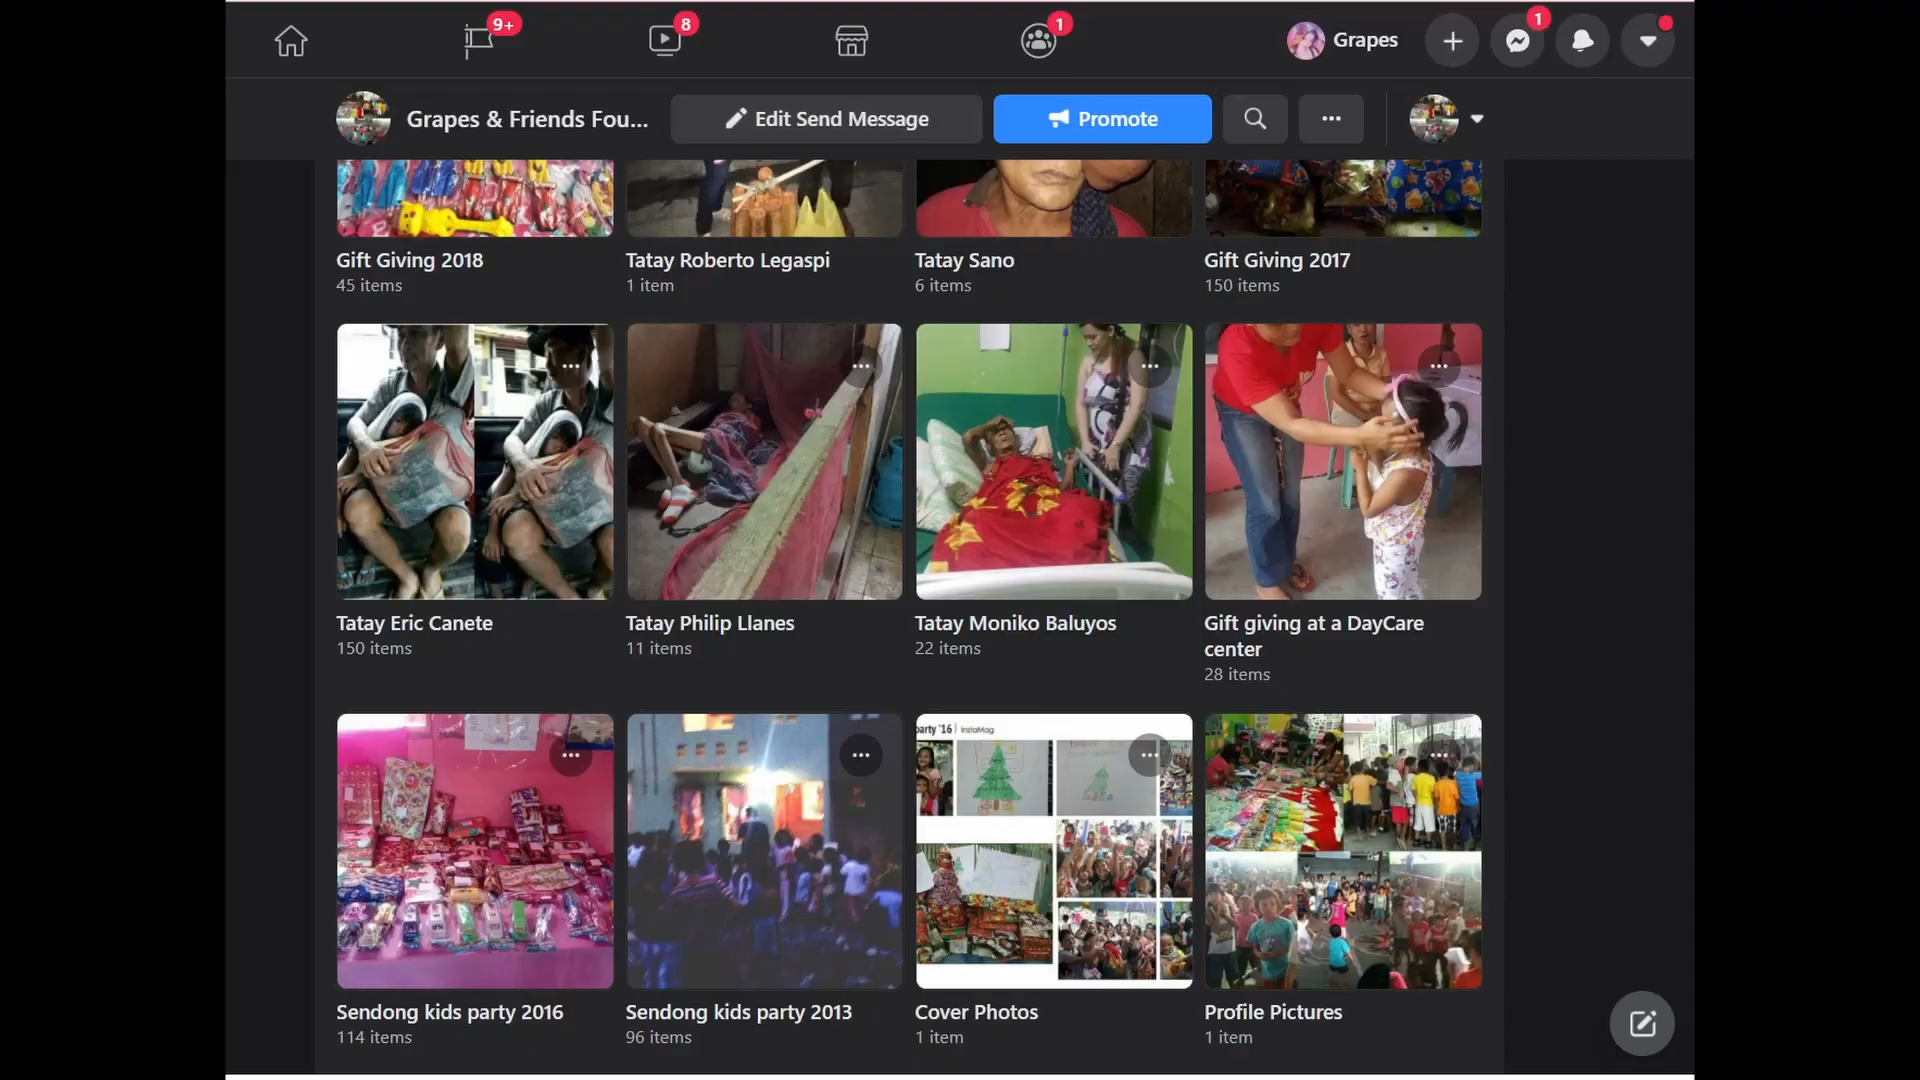 9+
8
1
Grapes
1
Grapes & Friends Fou...
Edit Send Message
Promote
Gift Giving 2018
45 items
Tatay Roberto Legaspi
1 item
Tatay Sano
6 items
Gift Giving 2017
150 items
Tatay Eric Canete
150 items
Tatay Philip Llanes
11 items
Tatay Moniko Baluyos
22 items
Gift giving at a DayCare
center
28 items
party '16 | InstaMag
Sendong kids party 2016
114 items
Sendong kids party 2013
96 items
Cover Photos
1 item
Profile Pictures
1 item